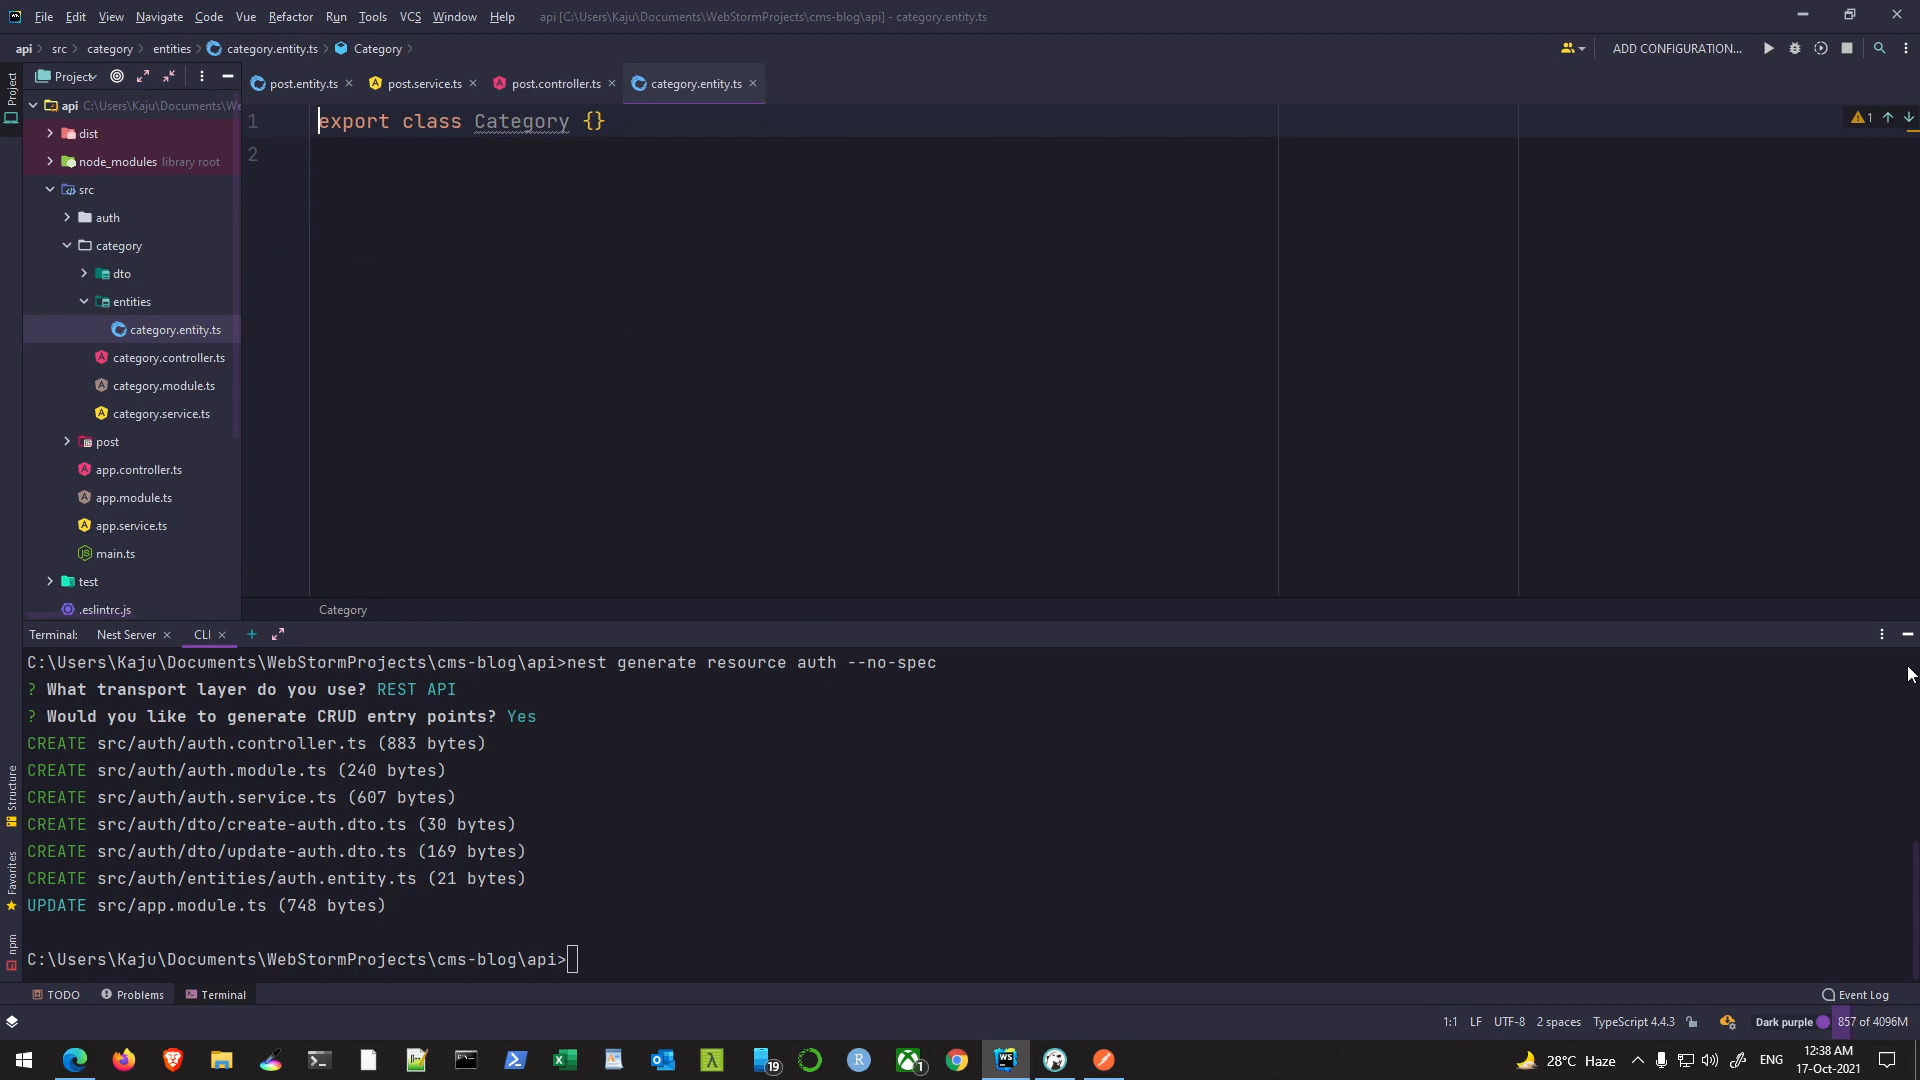 File Edit View Navigate Code Vue Refactor Run Tools VCS Window Help api [C:\Users\Kaju\Documents\WebStormProjects\cms-blog\api] - category.entity.ts
api src category entities category.entity.ts Category ADD CONFIGURATION...
Project post.entity.ts post.service.ts post.controller.ts category.entity.ts
Project
api C:\Users\Kaju\Documents\We
dist
node_modules library root
src
auth
category
dto
entities
category.entity.ts
category.controller.ts
category.module.ts
category.service.ts
post
app.controller.ts
app.module.ts
app.service.ts
main.ts
test
.eslintrc.js
1 export class Category {} 1
2
Category
Terminal: Nest Server CLI
C:\Users\Kaju\Documents\WebStormProjects\cms-blog\api>nest generate resource auth --no-spec
? What transport layer do you use? REST API
? Would you like to generate CRUD entry points? Yes
CREATE src/auth/auth.controller.ts (883 bytes)
CREATE src/auth/auth.module.ts (240 bytes)
CREATE src/auth/auth.service.ts (607 bytes)
CREATE src/auth/dto/create-auth.dto.ts (30 bytes)
CREATE src/auth/dto/update-auth.dto.ts (169 bytes)
CREATE src/auth/entities/auth.entity.ts (21 bytes)
UPDATE src/app.module.ts (748 bytes)
C:\Users\Kaju\Documents\WebStormProjects\cms-blog\api>
Structure
Favorites
npm
TODO Problems Terminal Event Log
1:1 LF UTF-8 2 spaces TypeScript 4.4.3 Dark purple 857 of 4096M
19 R 1 WS 28°C Haze ENG 12:38 AM
17-Oct-2021